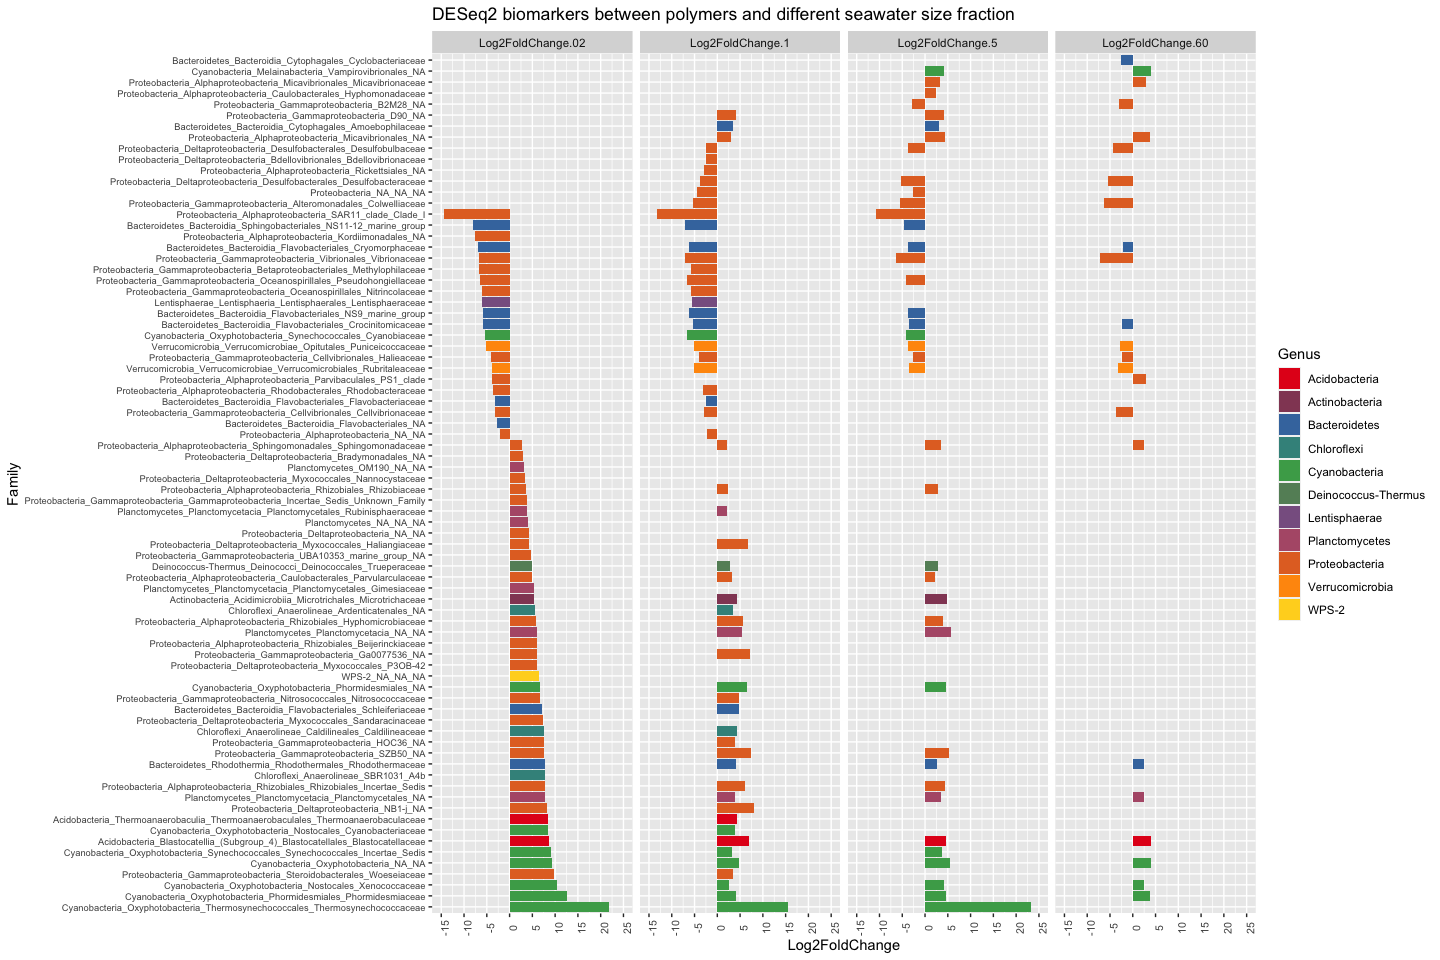 DESeq2 biomarkers between polymers and different seawater size fraction
Log2FoldChange.02
Log2FoldChange.1
Log2FoldChange.5
Log2FoldChange.60
Family
Bacteroidetes_Bacteroidia_Cytophagales_Cyclobacteriaceae
Cyanobacteria_Melainabacteria_Vampirovibrionales_NA
Proteobacteria_Alphaproteobacteria_Micavibrionales_Micavibrionaceae
Proteobacteria_Alphaproteobacteria_Caulobacterales_Hyphomonadaceae
Proteobacteria_Gammaproteobacteria_B2M28_NA
Proteobacteria_Gammaproteobacteria_D90_NA
Bacteroidetes_Bacteroidia_Cytophagales_Amoebophilaceae
Proteobacteria_Alphaproteobacteria_Micavibrionales_NA
Proteobacteria_Deltaproteobacteria_Desulfobacterales_Desulfobulbaceae
Proteobacteria_Deltaproteobacteria_Bdellovibrionales_Bdellovibrionaceae
Proteobacteria_Alphaproteobacteria_Rickettsiales_NA
Proteobacteria_Deltaproteobacteria_Desulfobacterales_Desulfobacteraceae
Proteobacteria_NA_NA_NA
Proteobacteria_Gammaproteobacteria_Alteromonadales_Colwelliaceae
Proteobacteria_Alphaproteobacteria_SAR11_clade_Clade_I
Bacteroidetes_Bacteroidia_Sphingobacteriales_NS11-12_marine_group
Proteobacteria_Alphaproteobacteria_Kordiimonadales_NA
Bacteroidetes_Bacteroidia_Flavobacteriales_Cryomorphaceae
Proteobacteria_Gammaproteobacteria_Vibrionales_Vibrionaceae
Proteobacteria_Gammaproteobacteria_Betaproteobacteriales_Methylophilaceae
Proteobacteria_Gammaproteobacteria_Oceanospirillales_Pseudohongiellaceae
Proteobacteria_Gammaproteobacteria_Oceanospirillales_Nitrincolaceae
Lentisphaerae_Lentisphaeria_Lentisphaerales_Lentisphaeraceae
Bacteroidetes_Bacteroidia_Flavobacteriales_NS9_marine_group
Bacteroidetes_Bacteroidia_Flavobacteriales_Crocinitomicaceae
Cyanobacteria_Oxyphotobacteria_Synechococcales_Cyanobiaceae
Verrucomicrobia_Verrucomicrobiae_Opitutales_Puniceicoccaceae
Proteobacteria_Gammaproteobacteria_Cellvibrionales_Halieaceae
Verrucomicrobia_Verrucomicrobiae_Verrucomicrobiales_Rubritaleaceae
Proteobacteria_Alphaproteobacteria_Parvibaculales_PS1_clade
Proteobacteria_Alphaproteobacteria_Rhodobacterales_Rhodobacteraceae
Bacteroidetes_Bacteroidia_Flavobacteriales_Flavobacteriaceae
Proteobacteria_Gammaproteobacteria_Cellvibrionales_Cellvibrionaceae
Bacteroidetes_Bacteroidia_Flavobacteriales_NA
Proteobacteria_Alphaproteobacteria_NA_NA
Proteobacteria_Alphaproteobacteria_Sphingomonadales_Sphingomonadaceae
Proteobacteria_Deltaproteobacteria_Bradymonadales_NA
Planctomycetes_OM190_NA_NA
Proteobacteria_Deltaproteobacteria_Myxococcales_Nannocystaceae
Proteobacteria_Alphaproteobacteria_Rhizobiales_Rhizobiaceae
Proteobacteria_Gammaproteobacteria_Gammaproteobacteria_Incertae_Sedis_Unknown_Family
Planctomycetes_Planctomycetacia_Planctomycetales_Rubinisphaeraceae
Planctomycetes_NA_NA_NA
Proteobacteria_Deltaproteobacteria_NA_NA
Proteobacteria_Deltaproteobacteria_Myxococcales_Haliangiaceae
Proteobacteria_Gammaproteobacteria_UBA10353_marine_group_NA
Deinococcus-Thermus_Deinococci_Deinococcales_Trueperaceae
Proteobacteria_Alphaproteobacteria_Caulobacterales_Parvularculaceae
Planctomycetes_Planctomycetacia_Planctomycetales_Gimesiaceae
Actinobacteria_Acidimicrobiia_Microtrichales_Microtrichaceae
Chloroflexi_Anaerolineae_Ardenticatenales_NA
Proteobacteria_Alphaproteobacteria_Rhizobiales_Hyphomicrobiaceae
Planctomycetes_Planctomycetacia_NA_NA
Proteobacteria_Alphaproteobacteria_Rhizobiales_Beijerinckiaceae
Proteobacteria_Gammaproteobacteria_Ga0077536_NA
Proteobacteria_Deltaproteobacteria_Myxococcales_P3OB-42
WPS-2_NA_NA_NA
Cyanobacteria_Oxyphotobacteria_Phormidesmiales_NA
Proteobacteria_Gammaproteobacteria_Nitrosococcales_Nitrosococcaceae
Bacteroidetes_Bacteroidia_Flavobacteriales_Schleiferiaceae
Proteobacteria_Deltaproteobacteria_Myxococcales_Sandaracinaceae
Chloroflexi_Anaerolineae_Caldilineales_Caldilineaceae
Proteobacteria_Gammaproteobacteria_HOC36_NA
Proteobacteria_Gammaproteobacteria_SZB50_NA
Bacteroidetes_Rhodothermia_Rhodothermales_Rhodothermaceae
Chloroflexi_Anaerolineae_SBR1031_A4b
Proteobacteria_Alphaproteobacteria_Rhizobiales_Rhizobiales_Incertae_Sedis
Planctomycetes_Planctomycetacia_Planctomycetales_NA
Proteobacteria_Deltaproteobacteria_NB1-j_NA
Acidobacteria_Thermoanaerobaculia_Thermoanaerobaculales_Thermoanaerobaculaceae
Cyanobacteria_Oxyphotobacteria_Nostocales_Cyanobacteriaceae
Acidobacteria_Blastocatellia_(Subgroup_4)_Blastocatellales_Blastocatellaceae
Cyanobacteria_Oxyphotobacteria_Synechococcales_Synechococcales_Incertae_Sedis
Cyanobacteria_Oxyphotobacteria_NA_NA
Proteobacteria_Gammaproteobacteria_Steroidobacterales_Woeseiaceae
Cyanobacteria_Oxyphotobacteria_Nostocales_Xenococcaceae
Cyanobacteria_Oxyphotobacteria_Phormidesmiales_Phormidesmiaceae
Cyanobacteria_Oxyphotobacteria_Thermosynechococcales_Thermosynechococcaceae
-15 -10 -5 0 5 10 15 20 25
-15 -10 -5 0 5 10 15 20 25
-15 -10 -5 0 5 10 15 20 25
-15 -10 -5 0 5 10 15 20 25
Log2FoldChange
Genus
Acidobacteria
Actinobacteria
Bacteroidetes
Chloroflexi
Cyanobacteria
Deinococcus-Thermus
Lentisphaerae
Planctomycetes
Proteobacteria
Verrucomicrobia
WPS-2